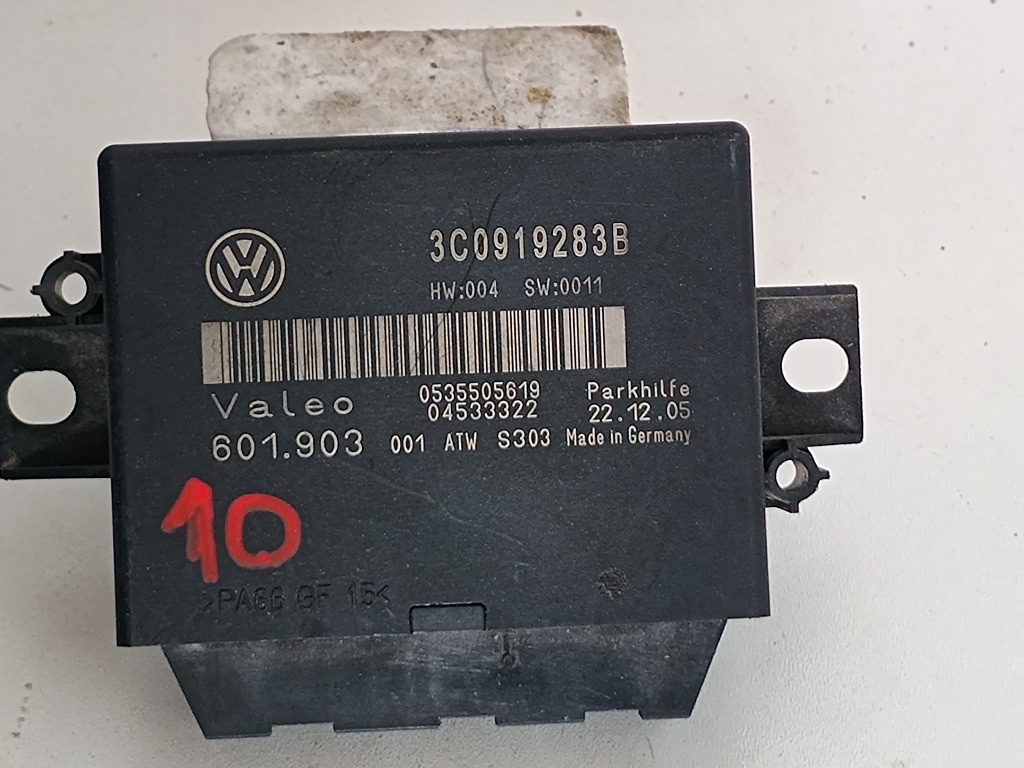 3C0919283B
HW:004 SW:0011
Valeo 0535505619 Parkhilfe
04533322 22.12.05
601.903 001 ATW S303 Made in Germany
10
>PA66 GF 15<